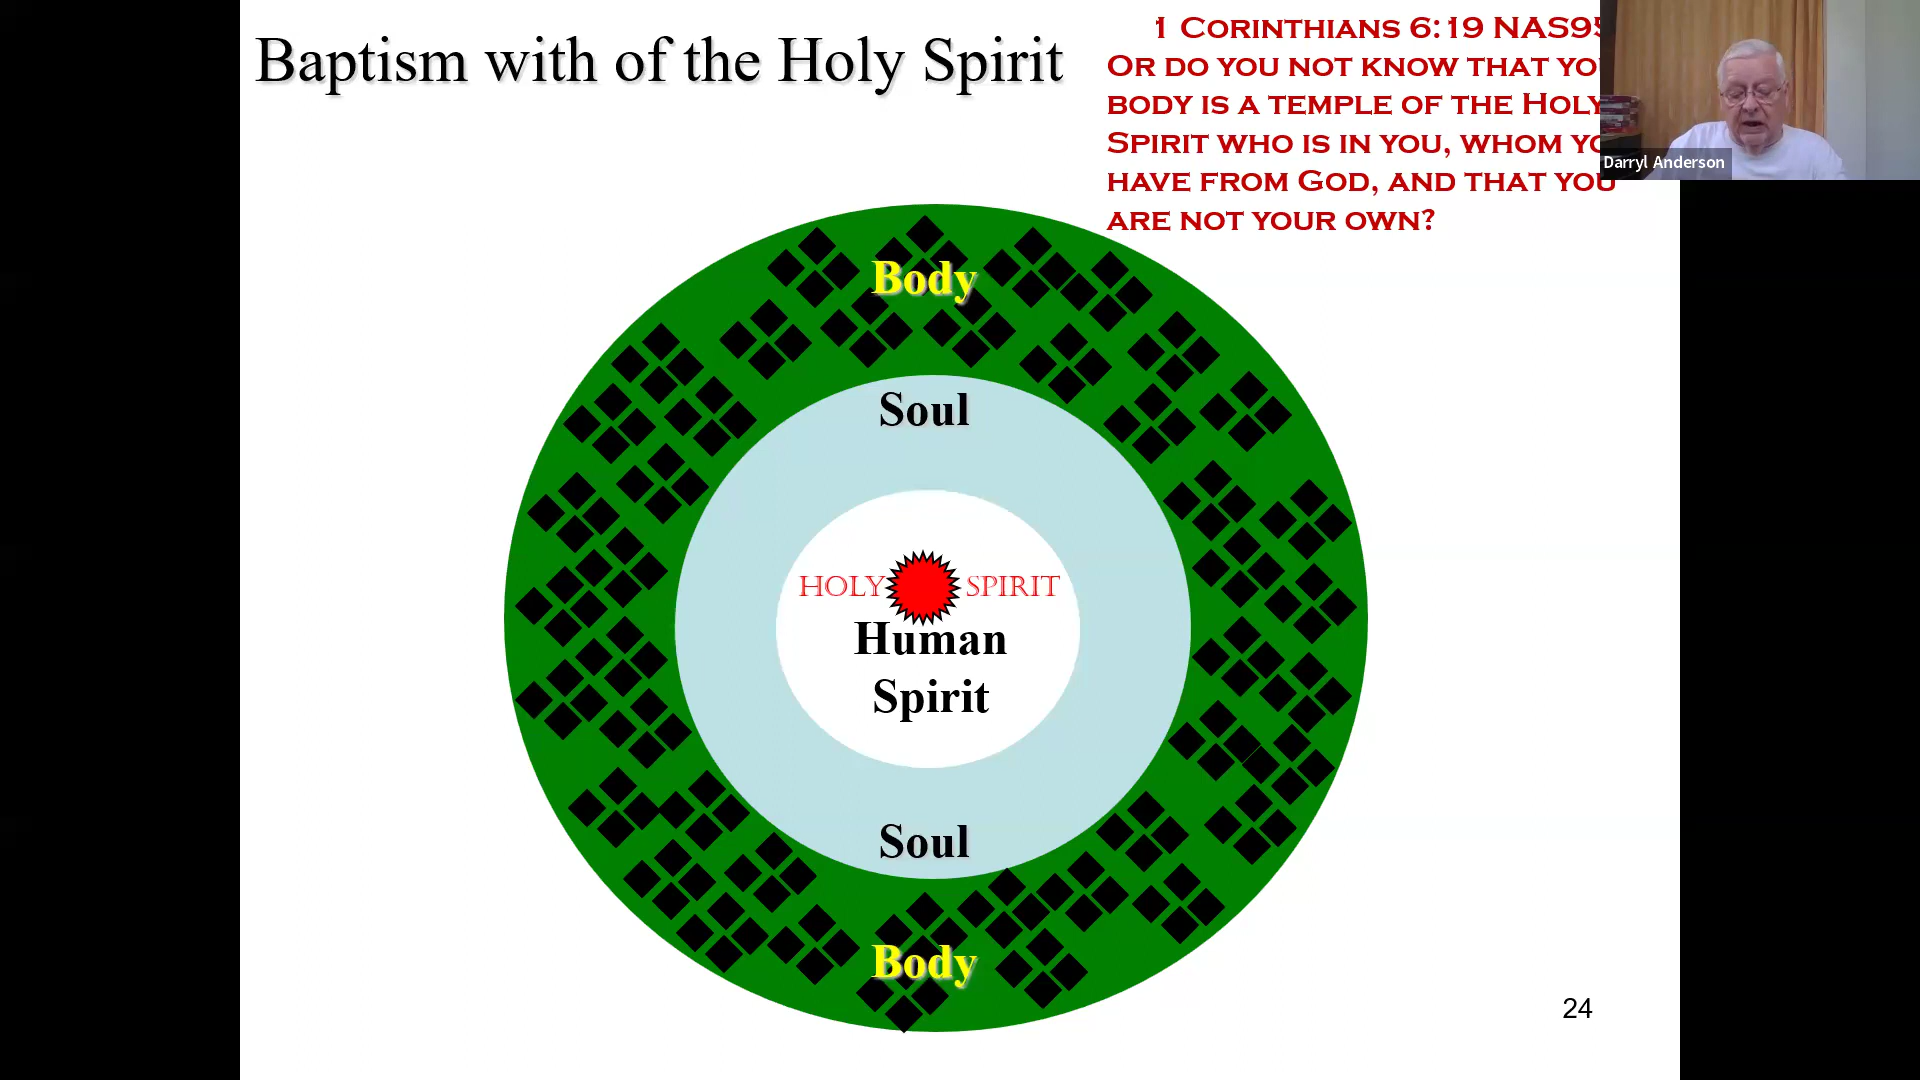 Baptism with of the Holy Spirit
1 Corinthians 6:19 NAS95
Or do you not know that yo
body is a temple of the Holy
Spirit who is in you, whom yo
have from God, and that you
are not your own?
Darryl Anderson
Body
Soul
HOLY SPIRIT
Human
Spirit
Soul
Body
24